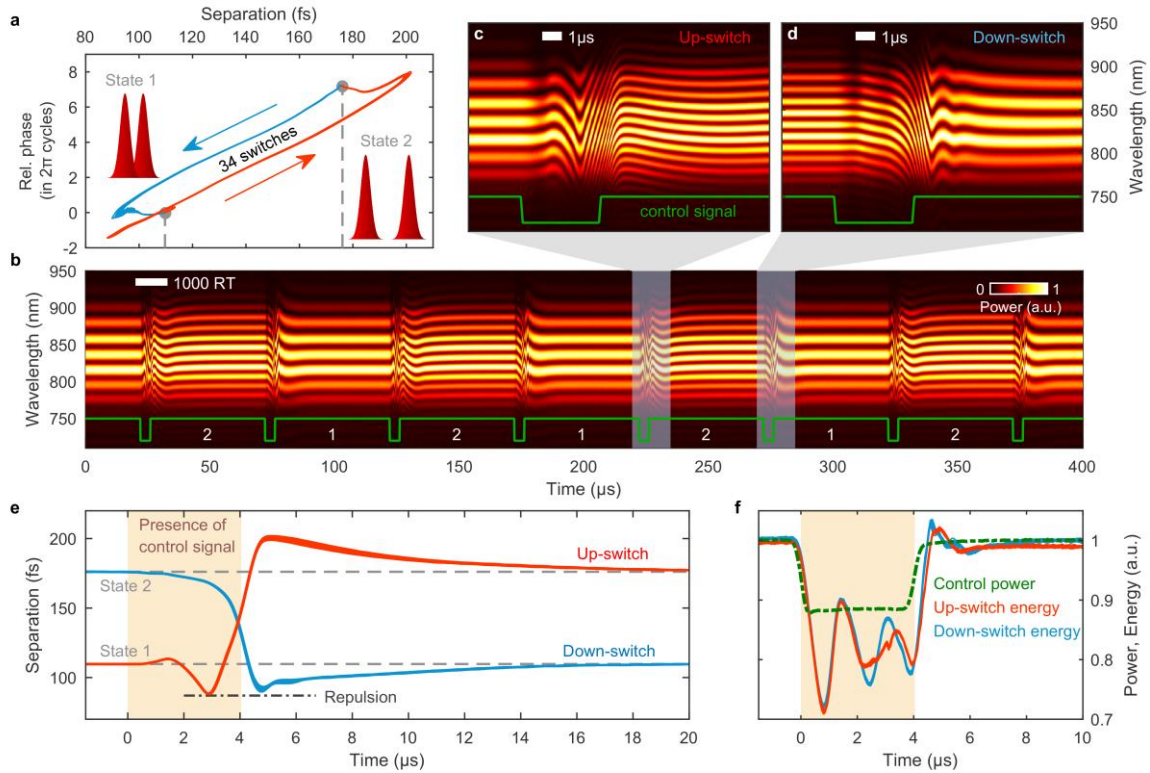 a
Separation (fs)
80 100 120 140 160 180 200
8
6
4
2
0
-2
Rel. phase
(in 2π cycles)
State 1
34 switches
State 2
c
1μs
Up-switch
control signal
d
1μs
Down-switch
950
900
850
800
750
Wavelength (nm)
b
950
900
850
800
750
Wavelength (nm)
1000 RT
0 1
Power (a.u.)
2 1 2 1 2 1 2
0 50 100 150 200 250 300 350 400
Time (μs)
e
Presence of
control signal
200
150
100
Separation (fs)
State 2
State 1
Up-switch
Down-switch
Repulsion
0 2 4 6 8 10 12 14 16 18 20
Time (μs)
f
Control power
Up-switch energy
Down-switch energy
1
0.9
0.8
0.7
Power, Energy (a.u.)
0 2 4 6 8 10
Time (μs)